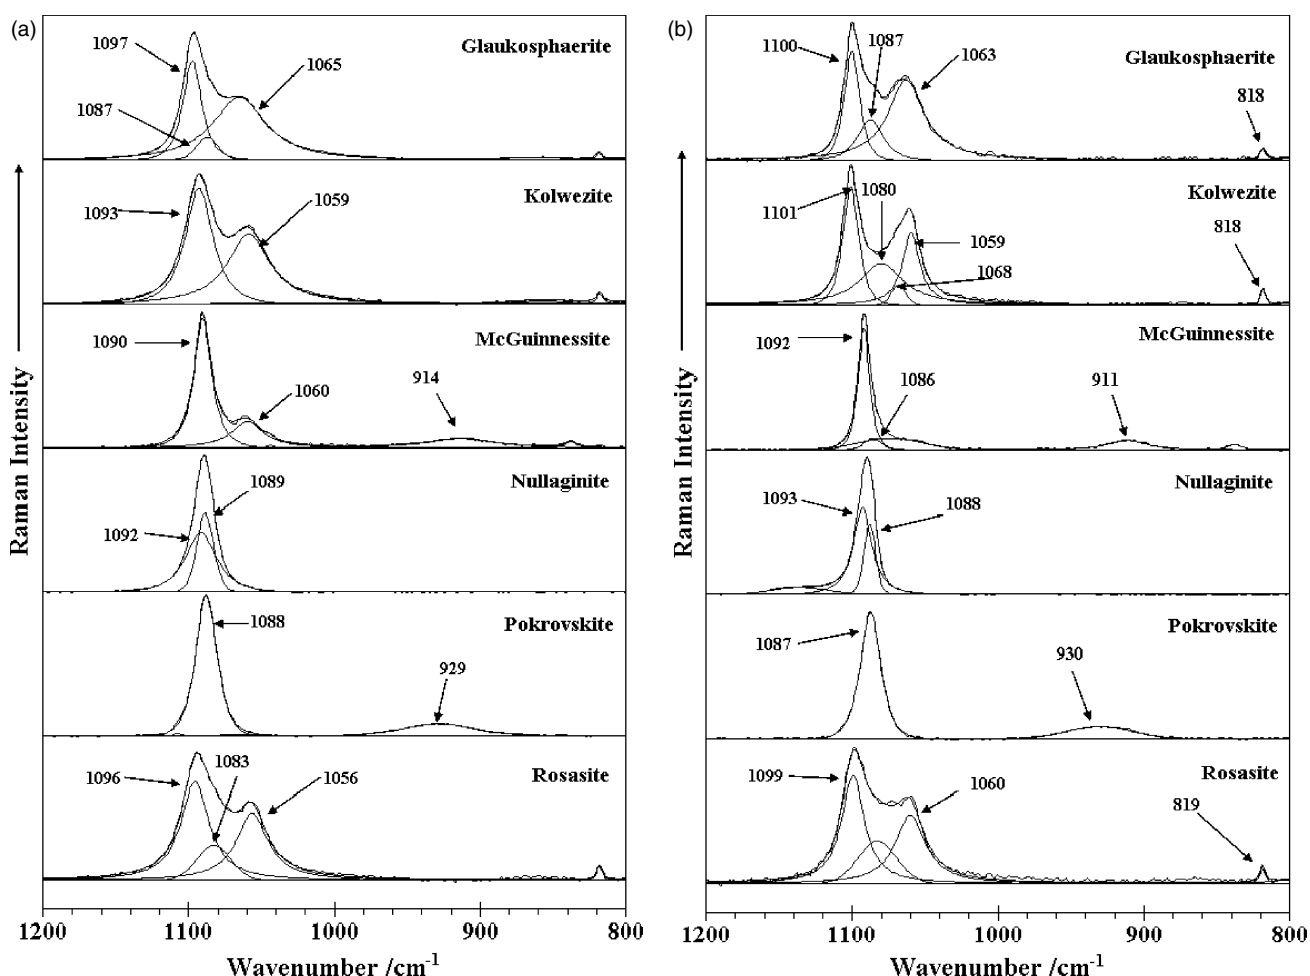 (a)
1097
Glaukosphaerite
1065
1087
Kolwezite
1093
1059
McGuinnessite
1090
1060
914
Nullaginite
1089
1092
Pokrovskite
1088
929
Rosasite
1096
1083
1056
Raman Intensity
1200 1100 1000 900 800
Wavenumber /cm-1
(b)
1100
1087
1063
Glaukosphaerite
818
Kolwezite
1080
1101
818
1059
1068
McGuinnessite
1092
1086
911
Nullaginite
1093
1088
Pokrovskite
1087
930
Rosasite
1099
1060
819
Raman Intensity
1200 1100 1000 900 800
Wavenumber /cm-1